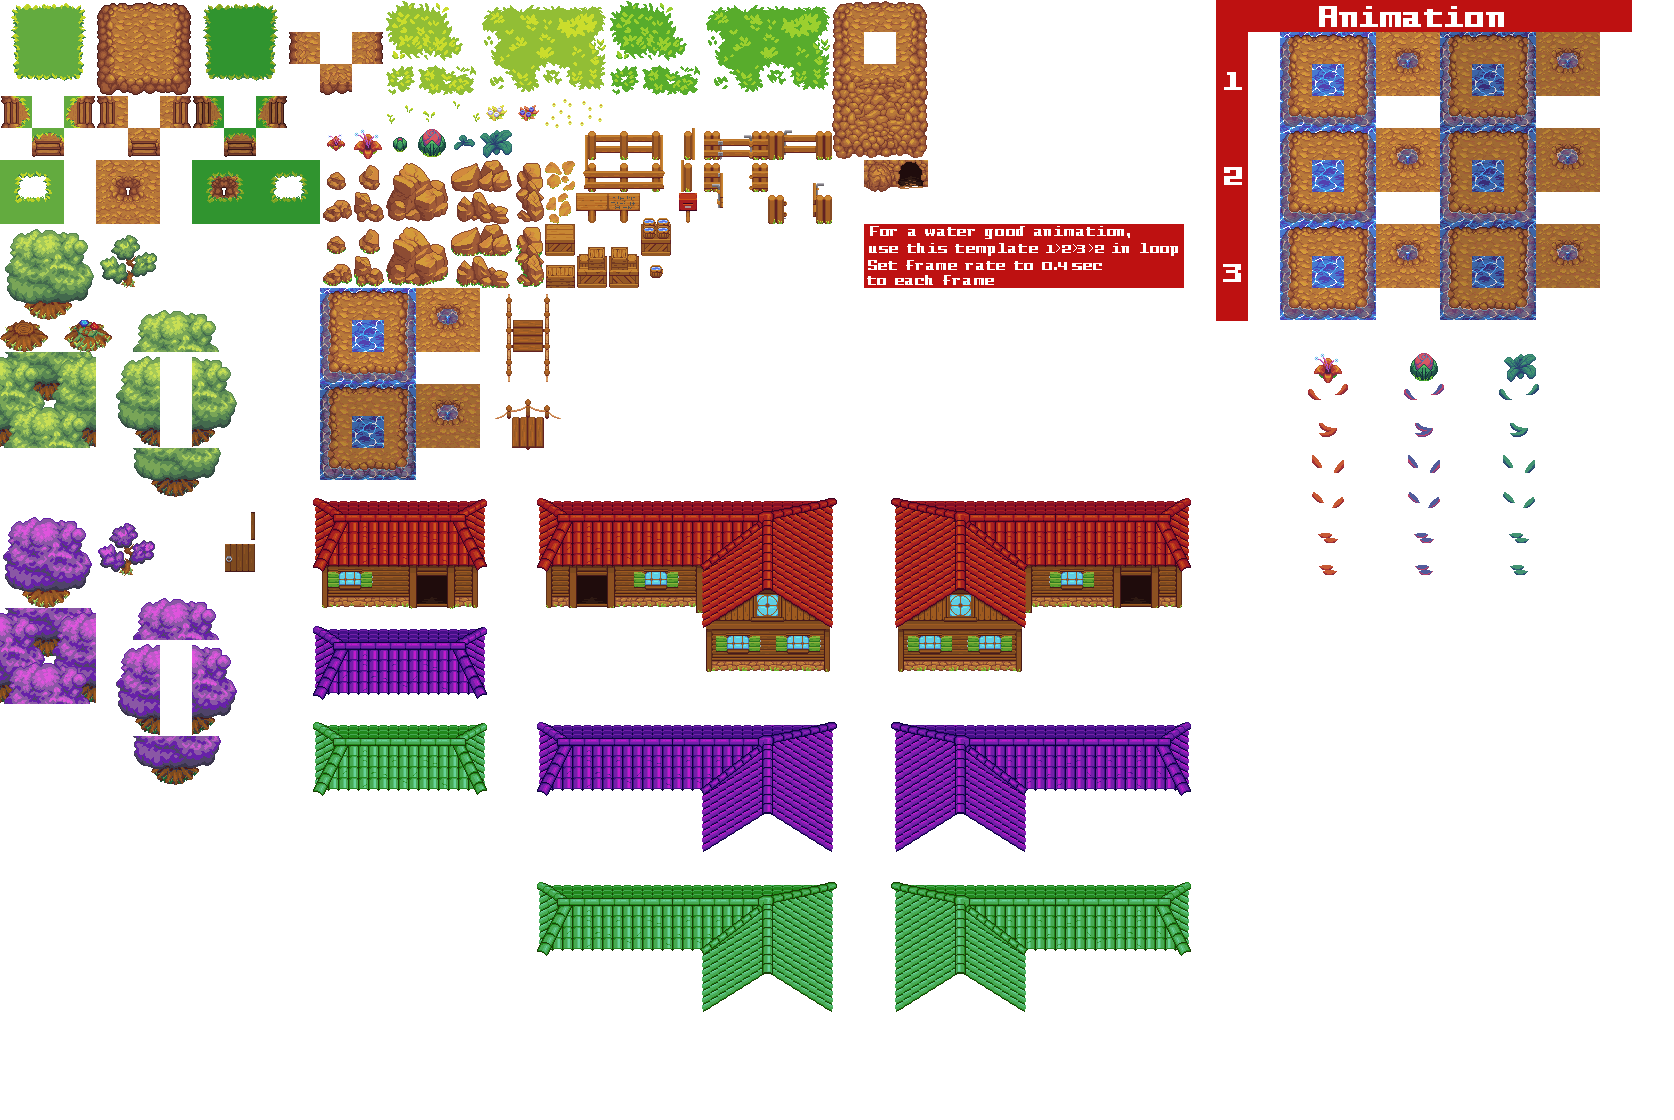 Animation
1
2
3
For a water good animation,
use this template 1>2>3>2 in loop
Set frame rate to 0.4 sec
to each frame